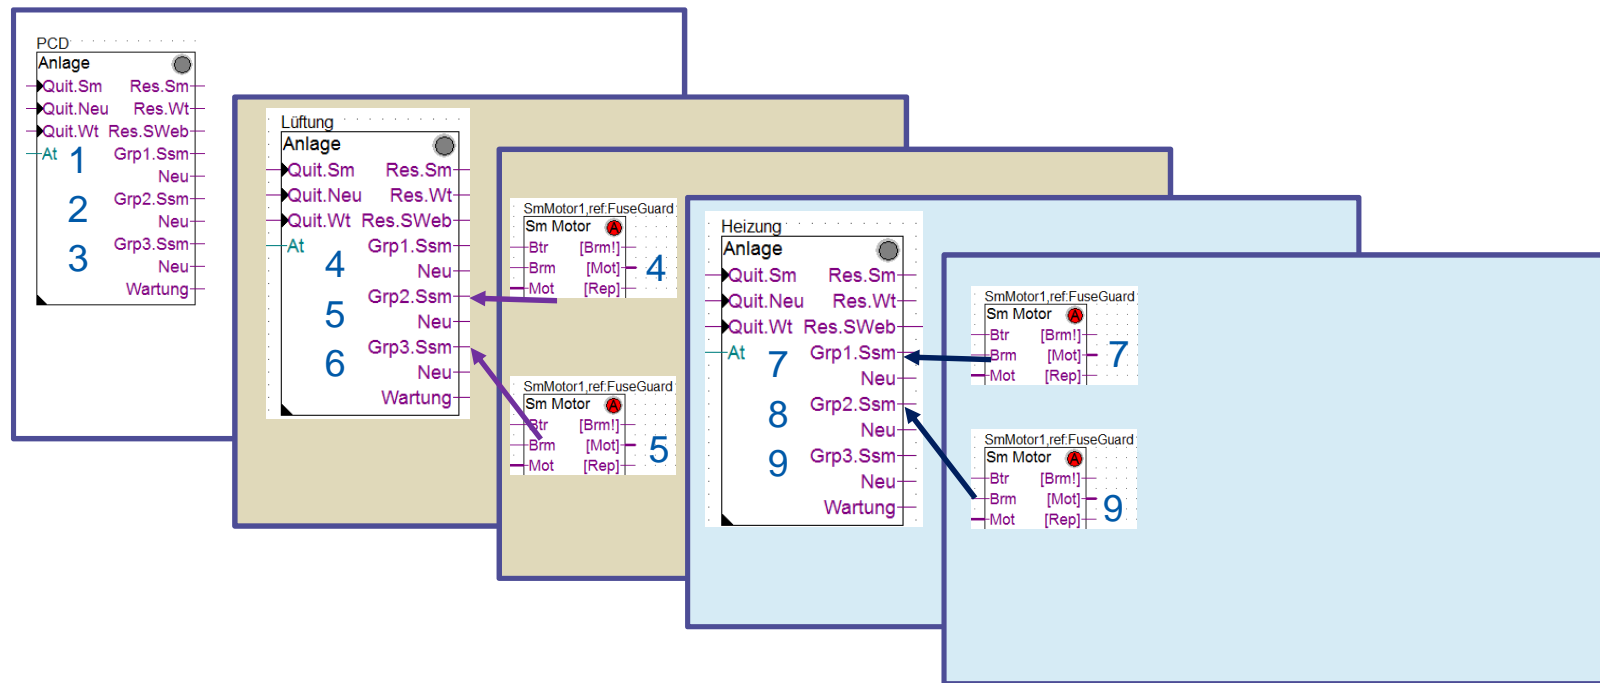 PCD
Anlage
Quit.Sm Res.Sm
Quit.Neu Res.Wt
Quit.Wt Res.SWeb
At 1 Grp1.Ssm
Neu
2 Grp2.Ssm
Neu
3 Grp3.Ssm
Neu
Wartung
Lüftung
Anlage
Quit.Sm Res.Sm
Quit.Neu Res.Wt
Quit.Wt Res.SWeb
At 4 Grp1.Ssm
Neu
5 Grp2.Ssm
Neu
6 Grp3.Ssm
Neu
Wartung
SmMotor1,ref:FuseGuard
Sm Motor A
Btr [Brm!]
Brm [Mot] 4
Mot [Rep]
SmMotor1,ref:FuseGuard
Sm Motor A
Btr [Brm!]
Brm [Mot] 5
Mot [Rep]
Heizung
Anlage
Quit.Sm Res.Sm
Quit.Neu Res.Wt
Quit.Wt Res.SWeb
At 7 Grp1.Ssm
Neu
8 Grp2.Ssm
Neu
9 Grp3.Ssm
Neu
Wartung
SmMotor1,ref:FuseGuard
Sm Motor A
Btr [Brm!]
Brm [Mot] 7
Mot [Rep]
SmMotor1,ref:FuseGuard
Sm Motor A
Btr [Brm!]
Brm [Mot] 9
Mot [Rep]